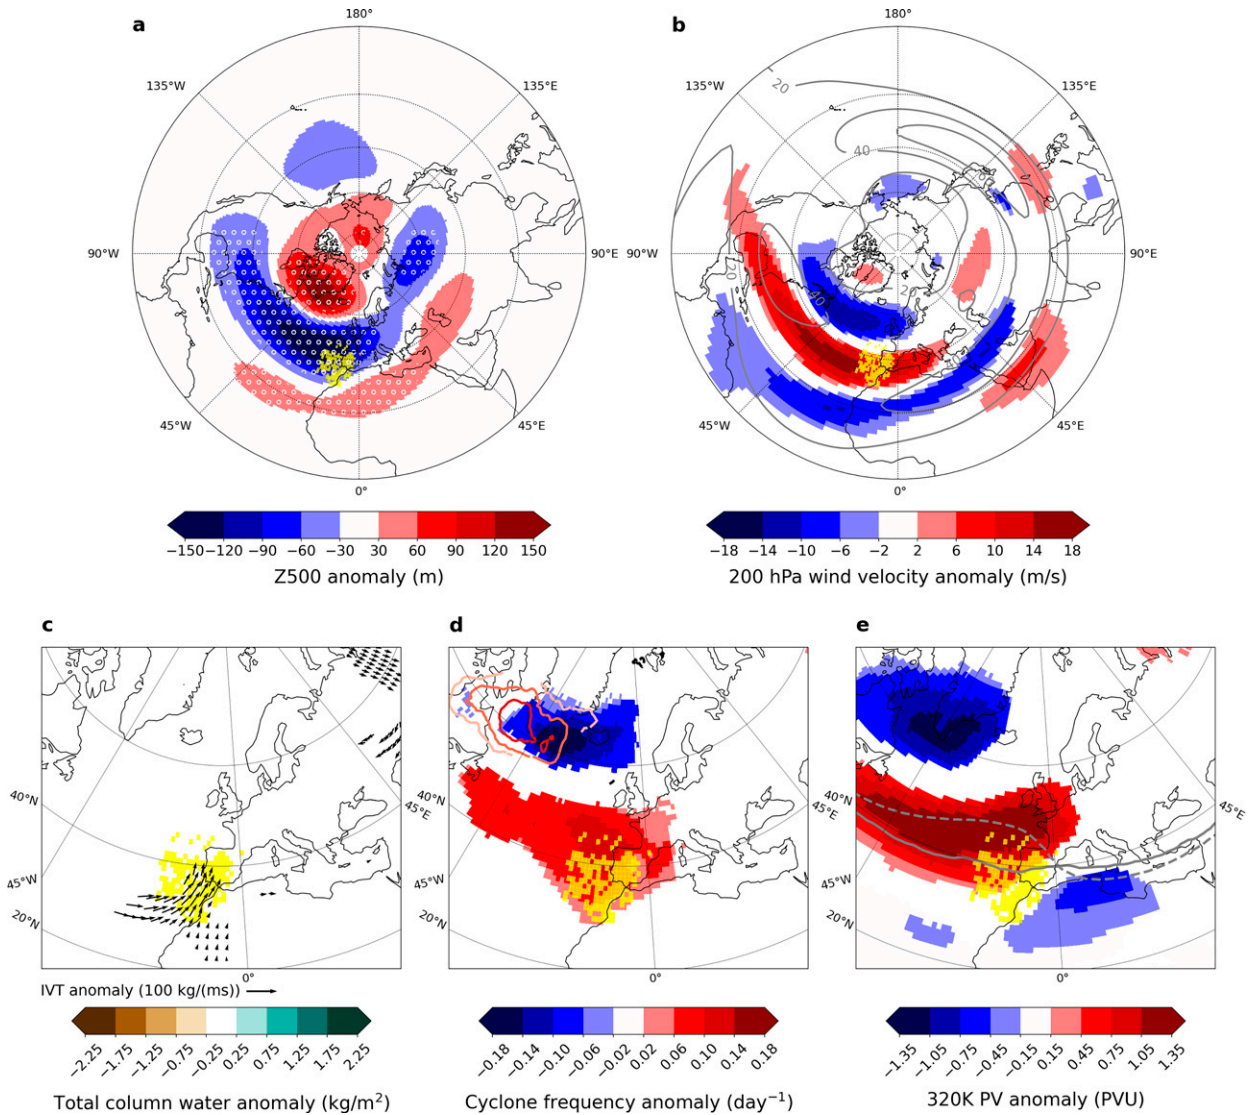 a
180°
135°W
135°E
90°W
90°E
45°W
45°E
0°
−150 −120 −90 −60 −30 30 60 90 120 150
Z500 anomaly (m)
b
180°
135°W
135°E
90°W
90°E
45°W
45°E
0°
20
40
20
40
−18 −14 −10 −6 −2 2 6 10 14 18
200 hPa wind velocity anomaly (m/s)
c
40°N
45°E
45°W
20°N
0°
IVT anomaly (100 kg/(ms))
−2.25 −1.75 −1.25 −0.75 −0.25 0.25 0.75 1.25 1.75 2.25
Total column water anomaly (kg/m²)
d
40°N
45°E
45°W
20°N
0°
−0.18 −0.14 −0.10 −0.06 −0.02 0.02 0.06 0.10 0.14 0.18
Cyclone frequency anomaly (day⁻¹)
e
40°N
45°E
45°W
20°N
0°
−1.35 −1.05 −0.75 −0.45 −0.15 0.15 0.45 0.75 1.05 1.35
320K PV anomaly (PVU)